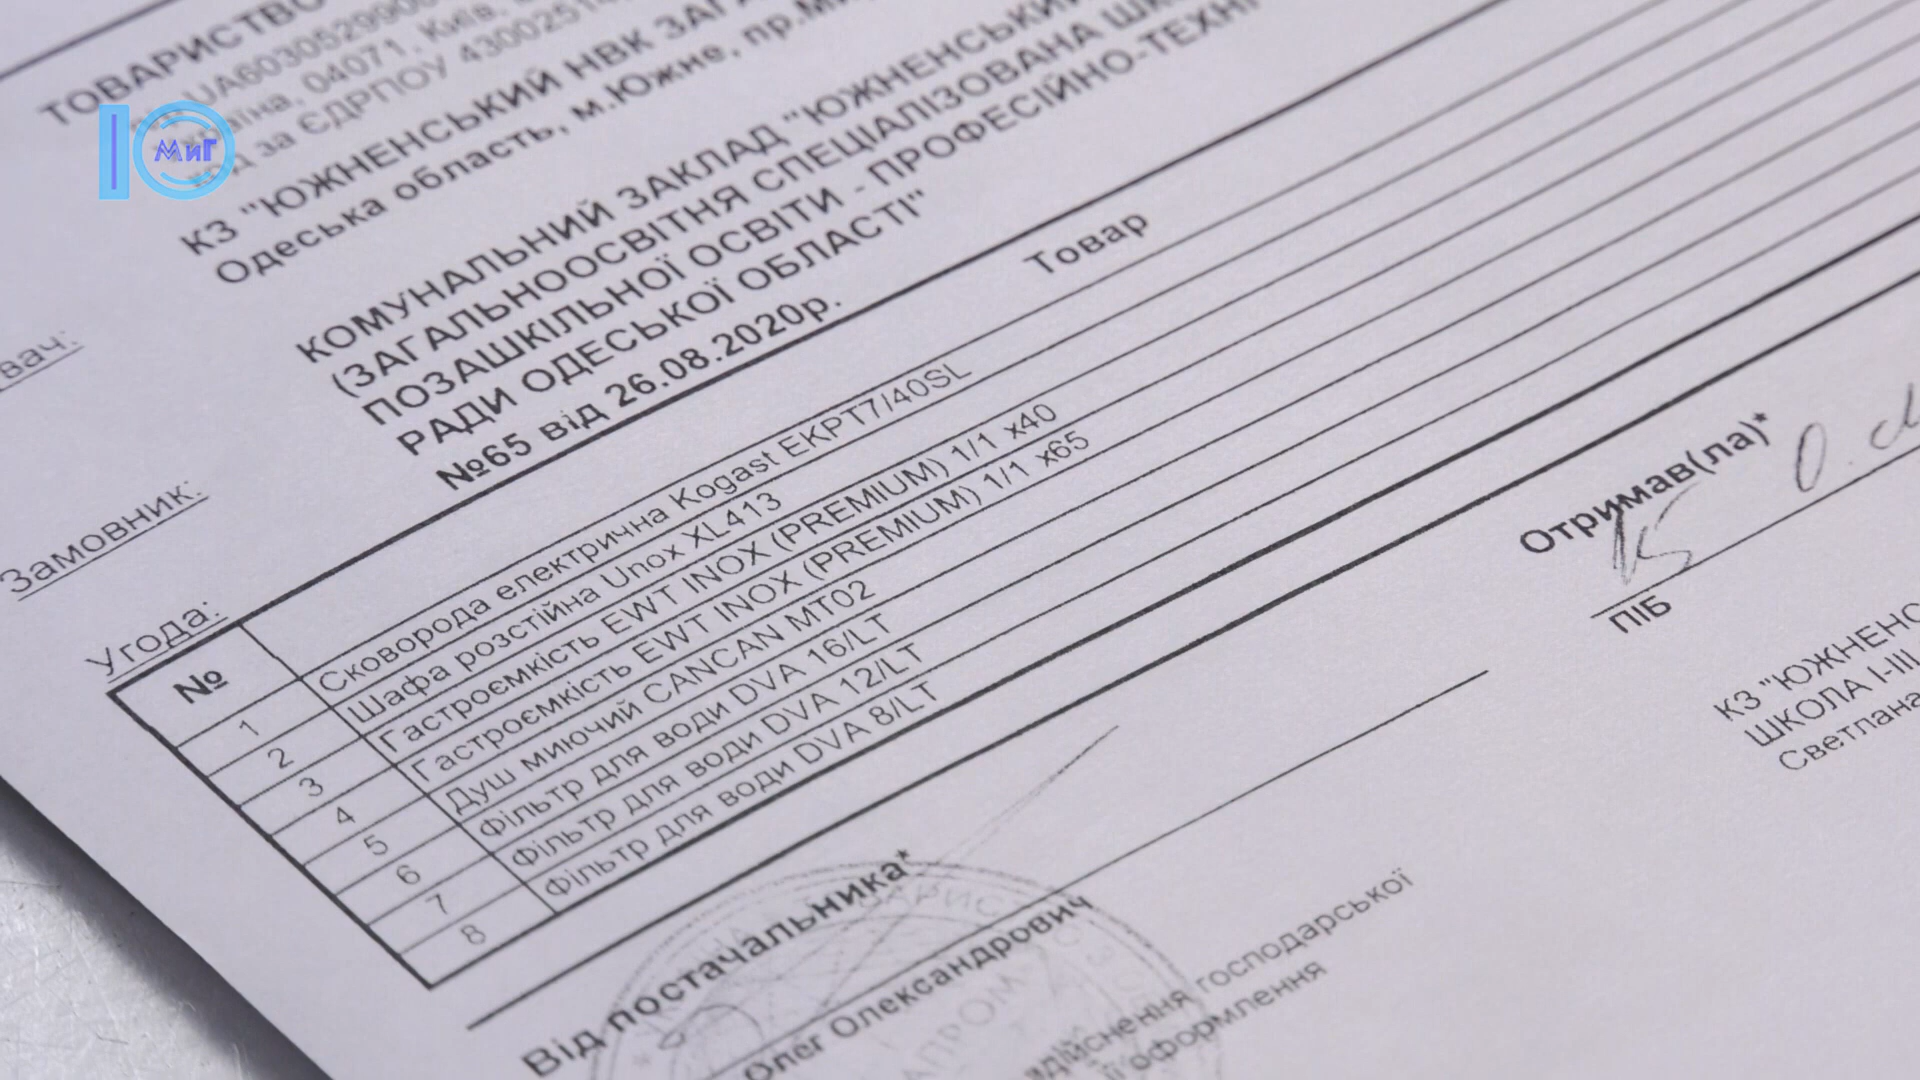 ТОВАРИСТВО
UA6030529900
Україна, 04071, Київ,
код за ЄДРПОУ 4300251
КЗ "ЮЖНЕНСЬКИЙ НВК ЗАГА
Одеська область, м.Южне, пр.Ми
КОМУНАЛЬНИЙ ЗАКЛАД "ЮЖНЕНСЬКИЙ
(ЗАГАЛЬНООСВІТНЯ СПЕЦІАЛІЗОВАНА ШК
ПОЗАШКІЛЬНОЇ ОСВІТИ - ПРОФЕСІЙНО-ТЕХНІ
РАДИ ОДЕСЬКОЇ ОБЛАСТІ"
вач:
Замовник:
Угода: №65 від 26.08.2020р.
№ Товар
1 Сковорода електрична Kogast EKPT7/40SL
2 Шафа розстійна Unox XL413
3 Гастроємкість EWT INOX (PREMIUM) 1/1 x40
4 Гастроємкість EWT INOX (PREMIUM) 1/1 x65
5 Душ миючий CANCAN MT02
6 Фільтр для води DVA 16/LT
7 Фільтр для води DVA 12/LT
8 Фільтр для води DVA 8/LT
Від постачальника*
Олег Олександрович
здійснення господарської
її оформлення
Отримав(ла)*
ПІБ
КЗ "ЮЖНЕНС
ШКОЛА І-ІІІ
Светлана
МиГ